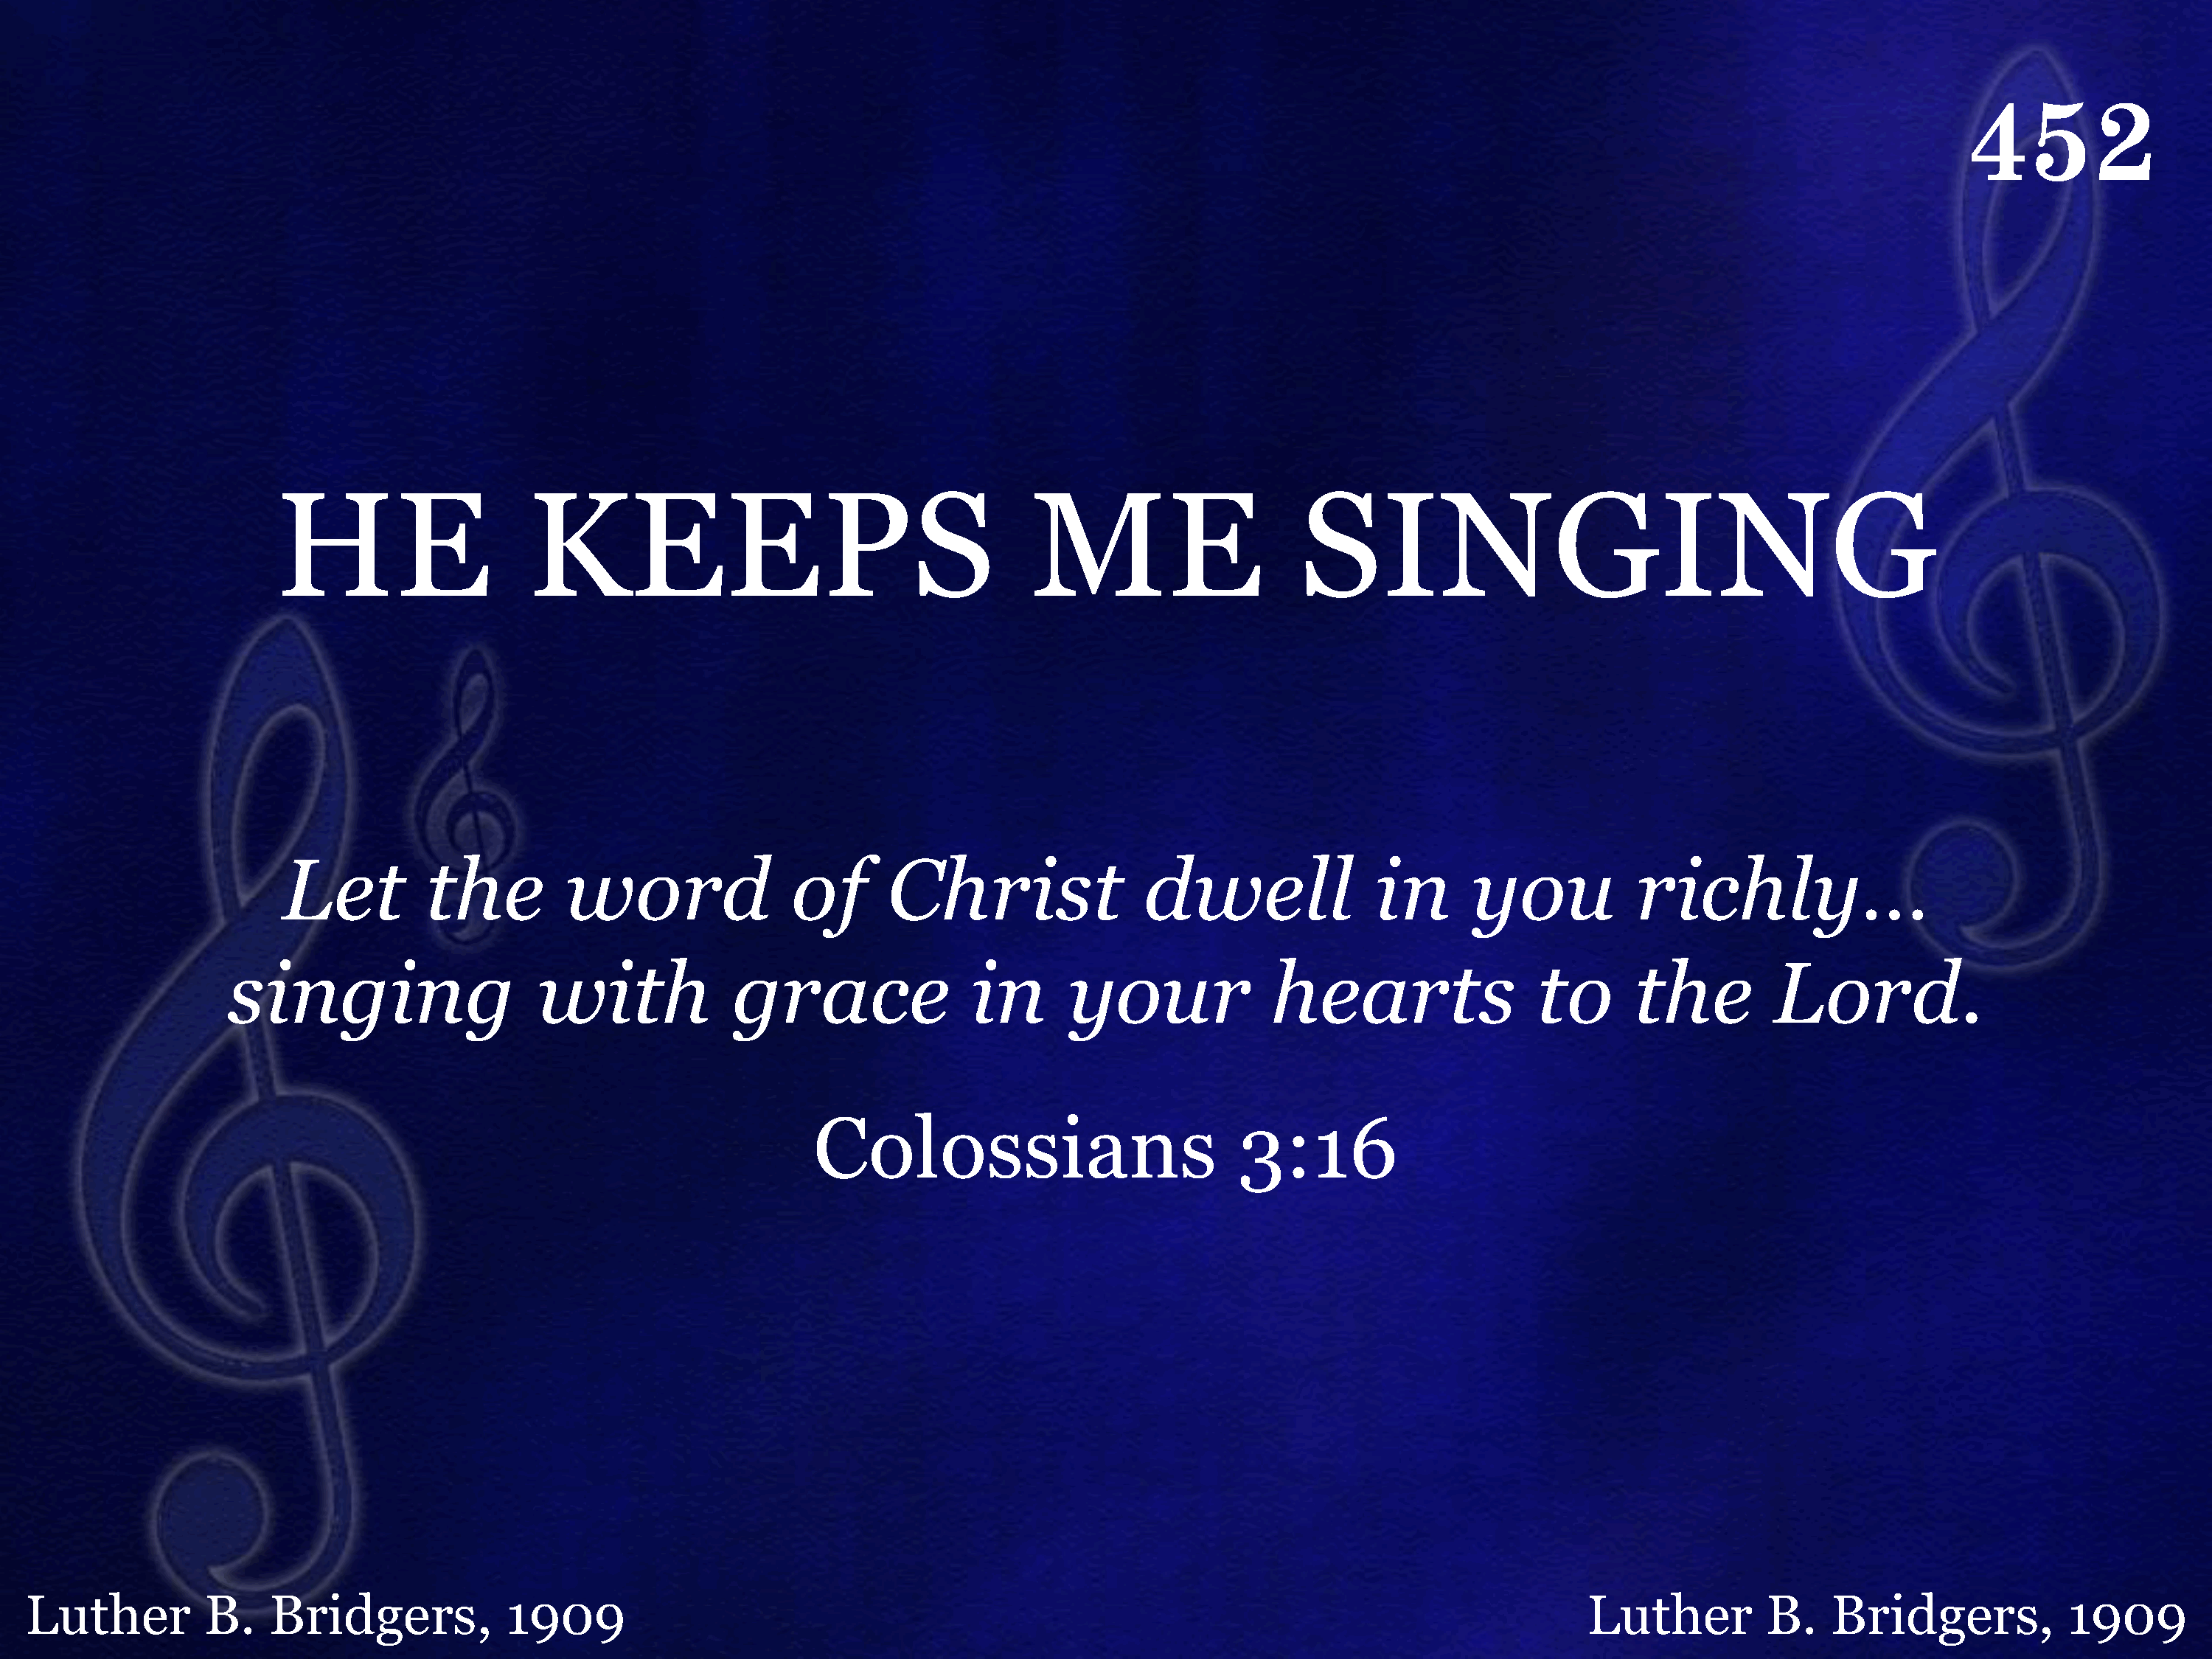 452
HE KEEPS ME SINGING
Let the word of Christ dwell in you richly...
singing with grace in your hearts to the Lord.
Colossians 3:16
Luther B. Bridgers, 1909
Luther B. Bridgers, 1909